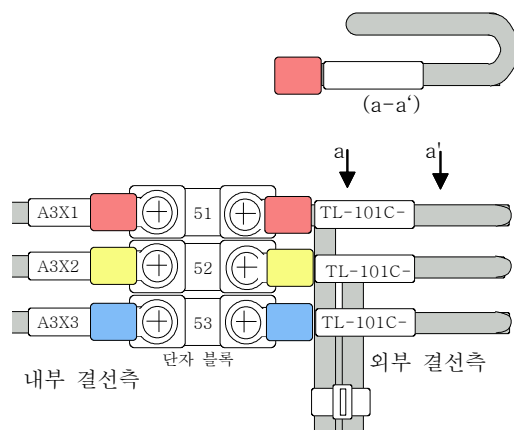 (a-a')
a a'
A3X1 51 TL-101C-
A3X2 52 TL-101C-
A3X3 53 TL-101C-
단자 블록
내부 결선측 외부 결선측